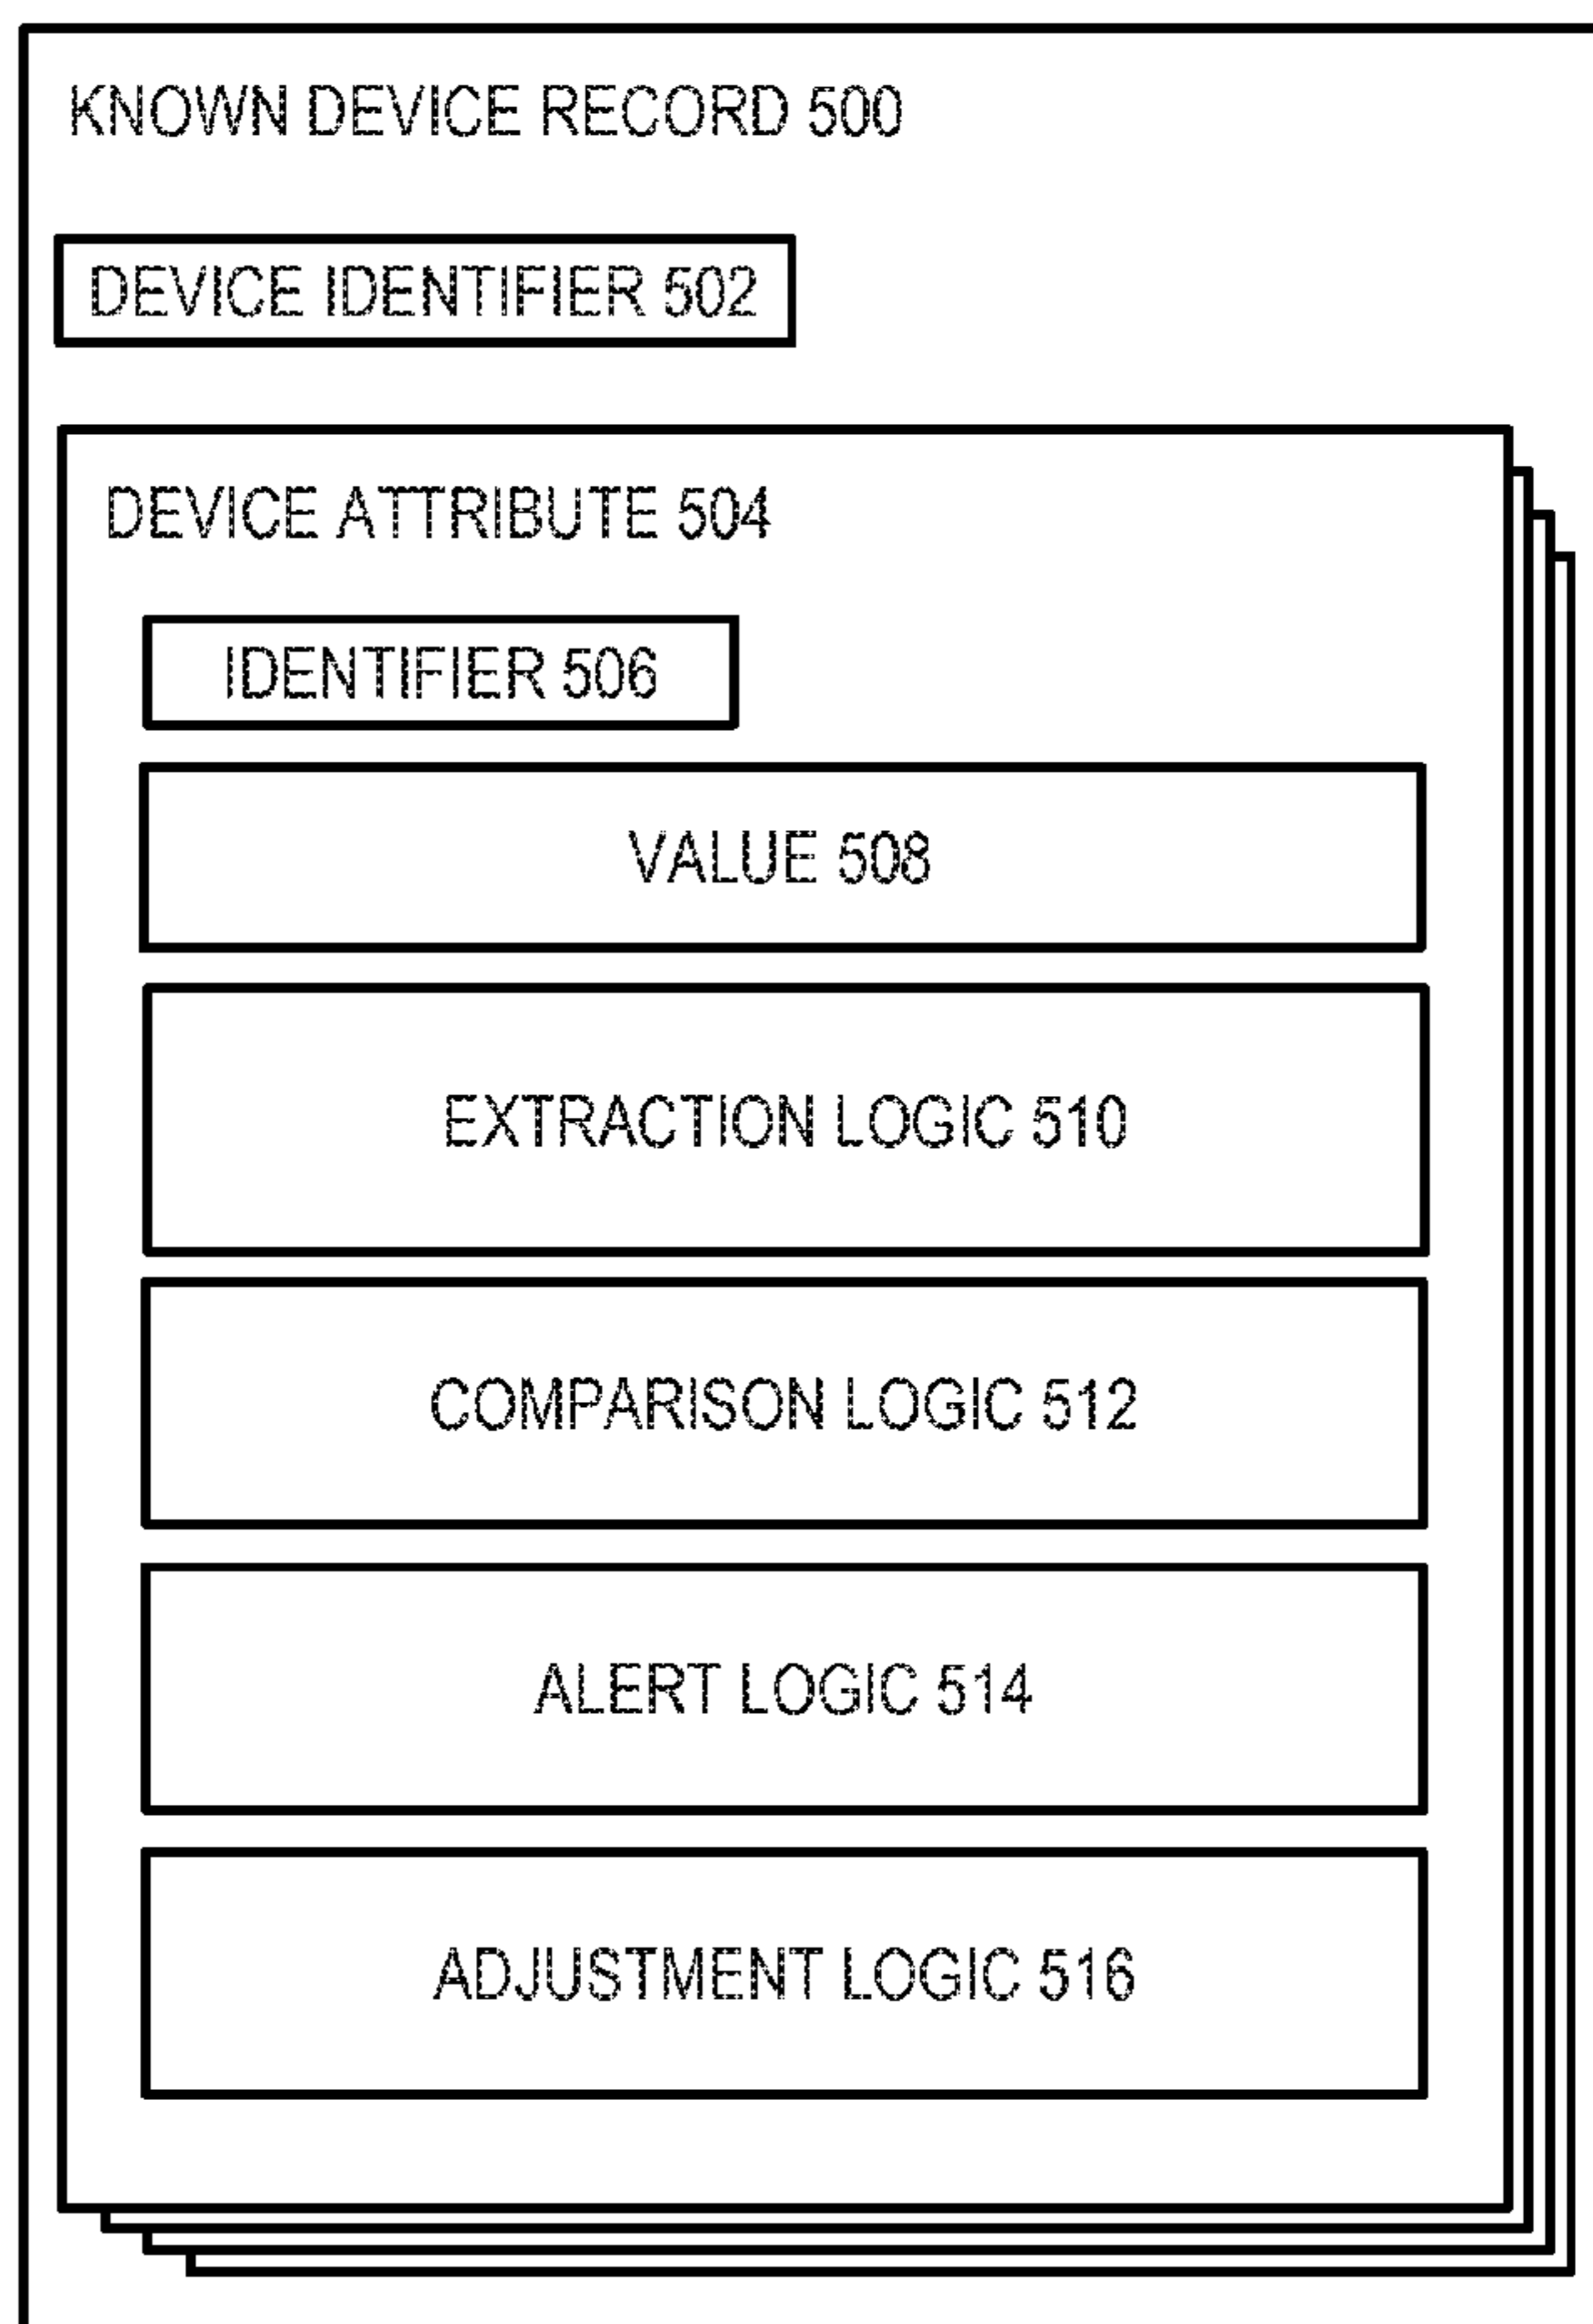 KNOWN DEVICE RECORD 500
DEVICE IDENTIFIER 502
DEVICE ATTRIBUTE 504
IDENTIFIER 506
VALUE 508
EXTRACTION LOGIC 510
COMPARISON LOGIC 512
ALERT LOGIC 514
ADJUSTMENT LOGIC 516